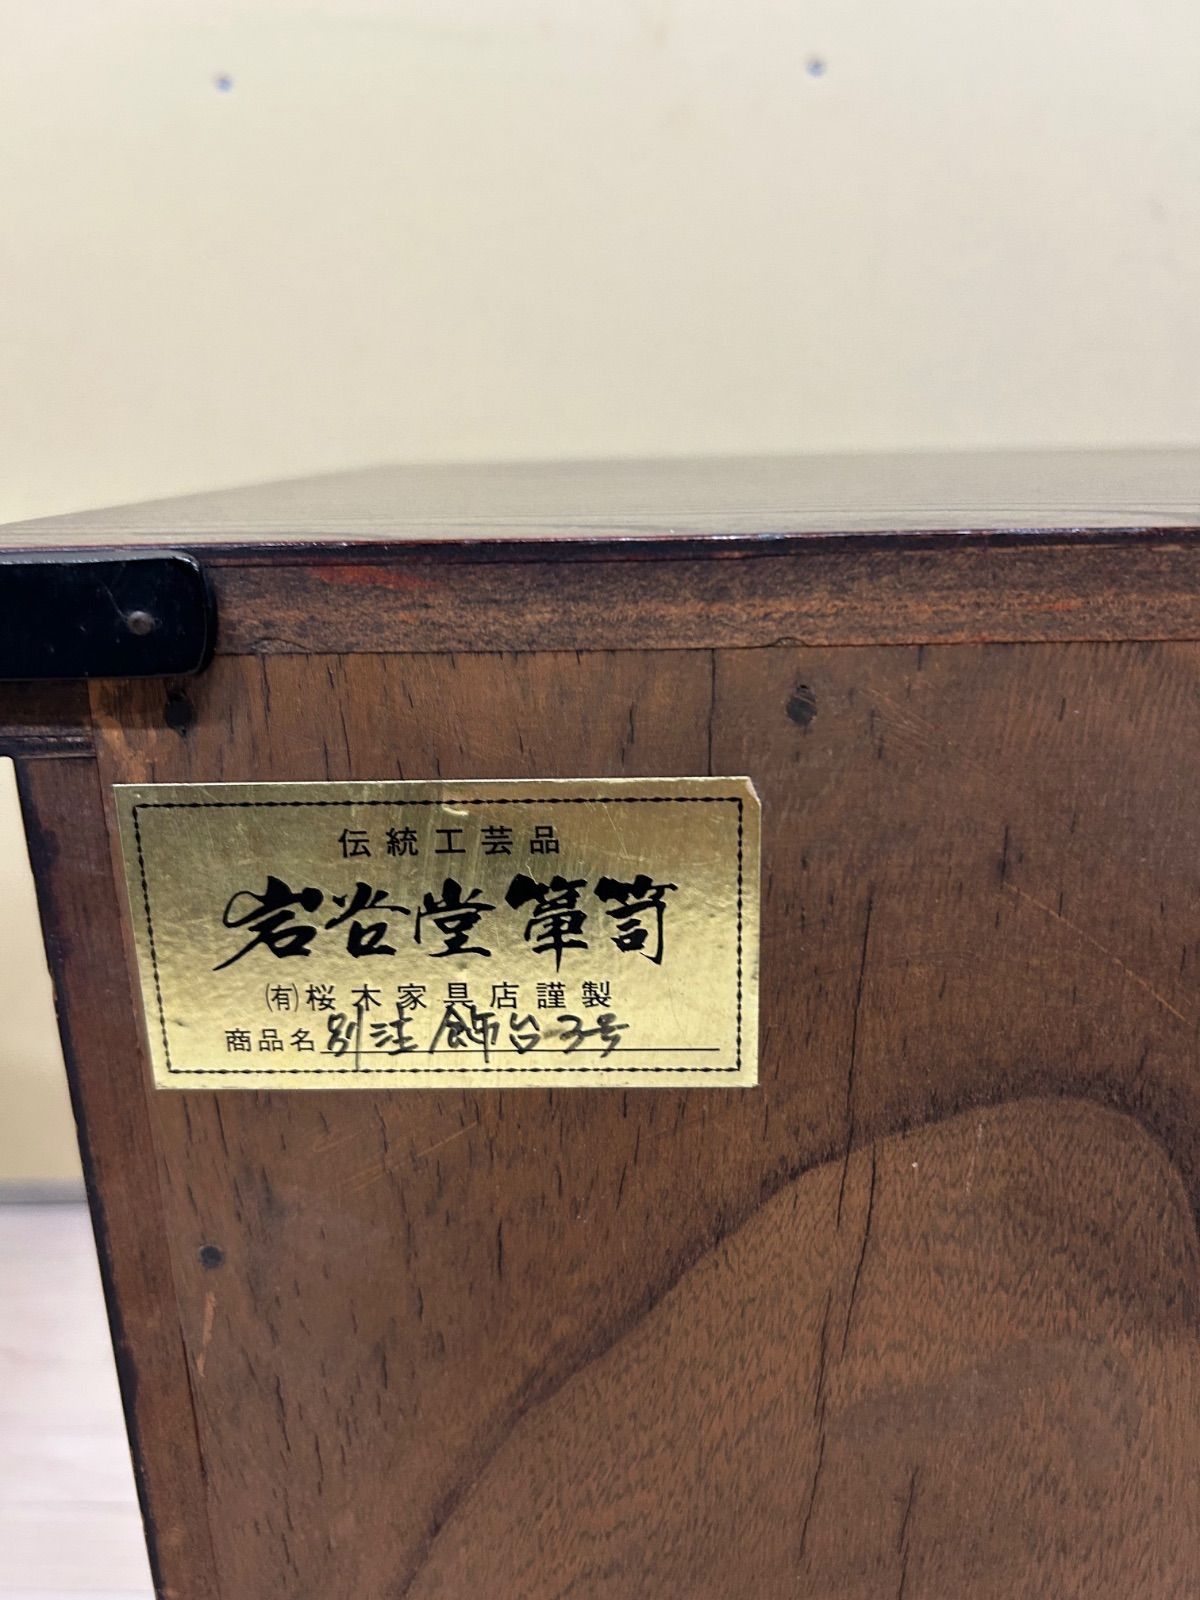 伝統工芸品
岩谷堂箪笥
㈲桜木家具店謹製
商品名 別注 飾台3号